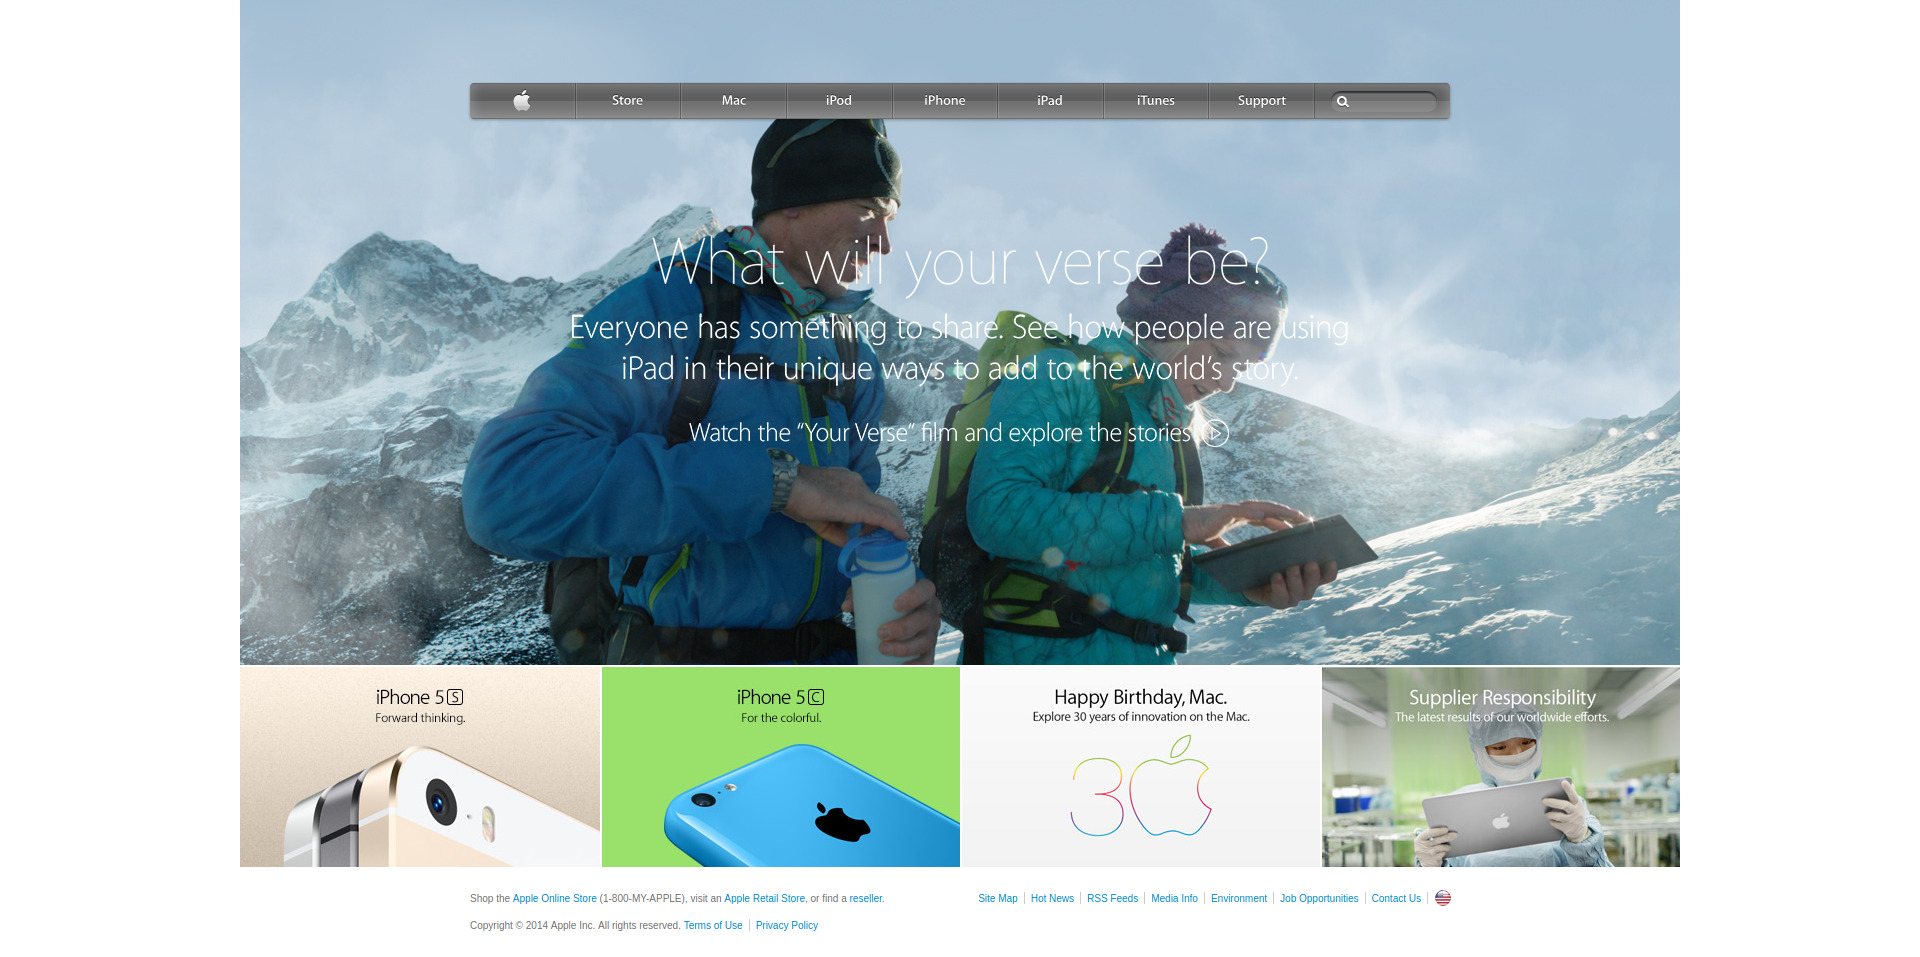 Store
Mac
iPod
iPhone
iPad
iTunes
Support
What will your verse be?
Everyone has something to share. See how people are using
iPad in their unique ways to add to the world’s story.
Watch the “Your Verse“ film and explore the stories
iPhone 5S
Forward thinking.
iPhone 5C
For the colorful.
Happy Birthday, Mac.
Explore 30 years of innovation on the Mac.
30
Supplier Responsibility
The latest results of our worldwide efforts.
Shop the Apple Online Store (1-800-MY-APPLE), visit an Apple Retail Store, or find a reseller.
Site Map
Hot News
RSS Feeds
Media Info
Environment
Job Opportunities
Contact Us
Copyright © 2014 Apple Inc. All rights reserved. Terms of Use
Privacy Policy